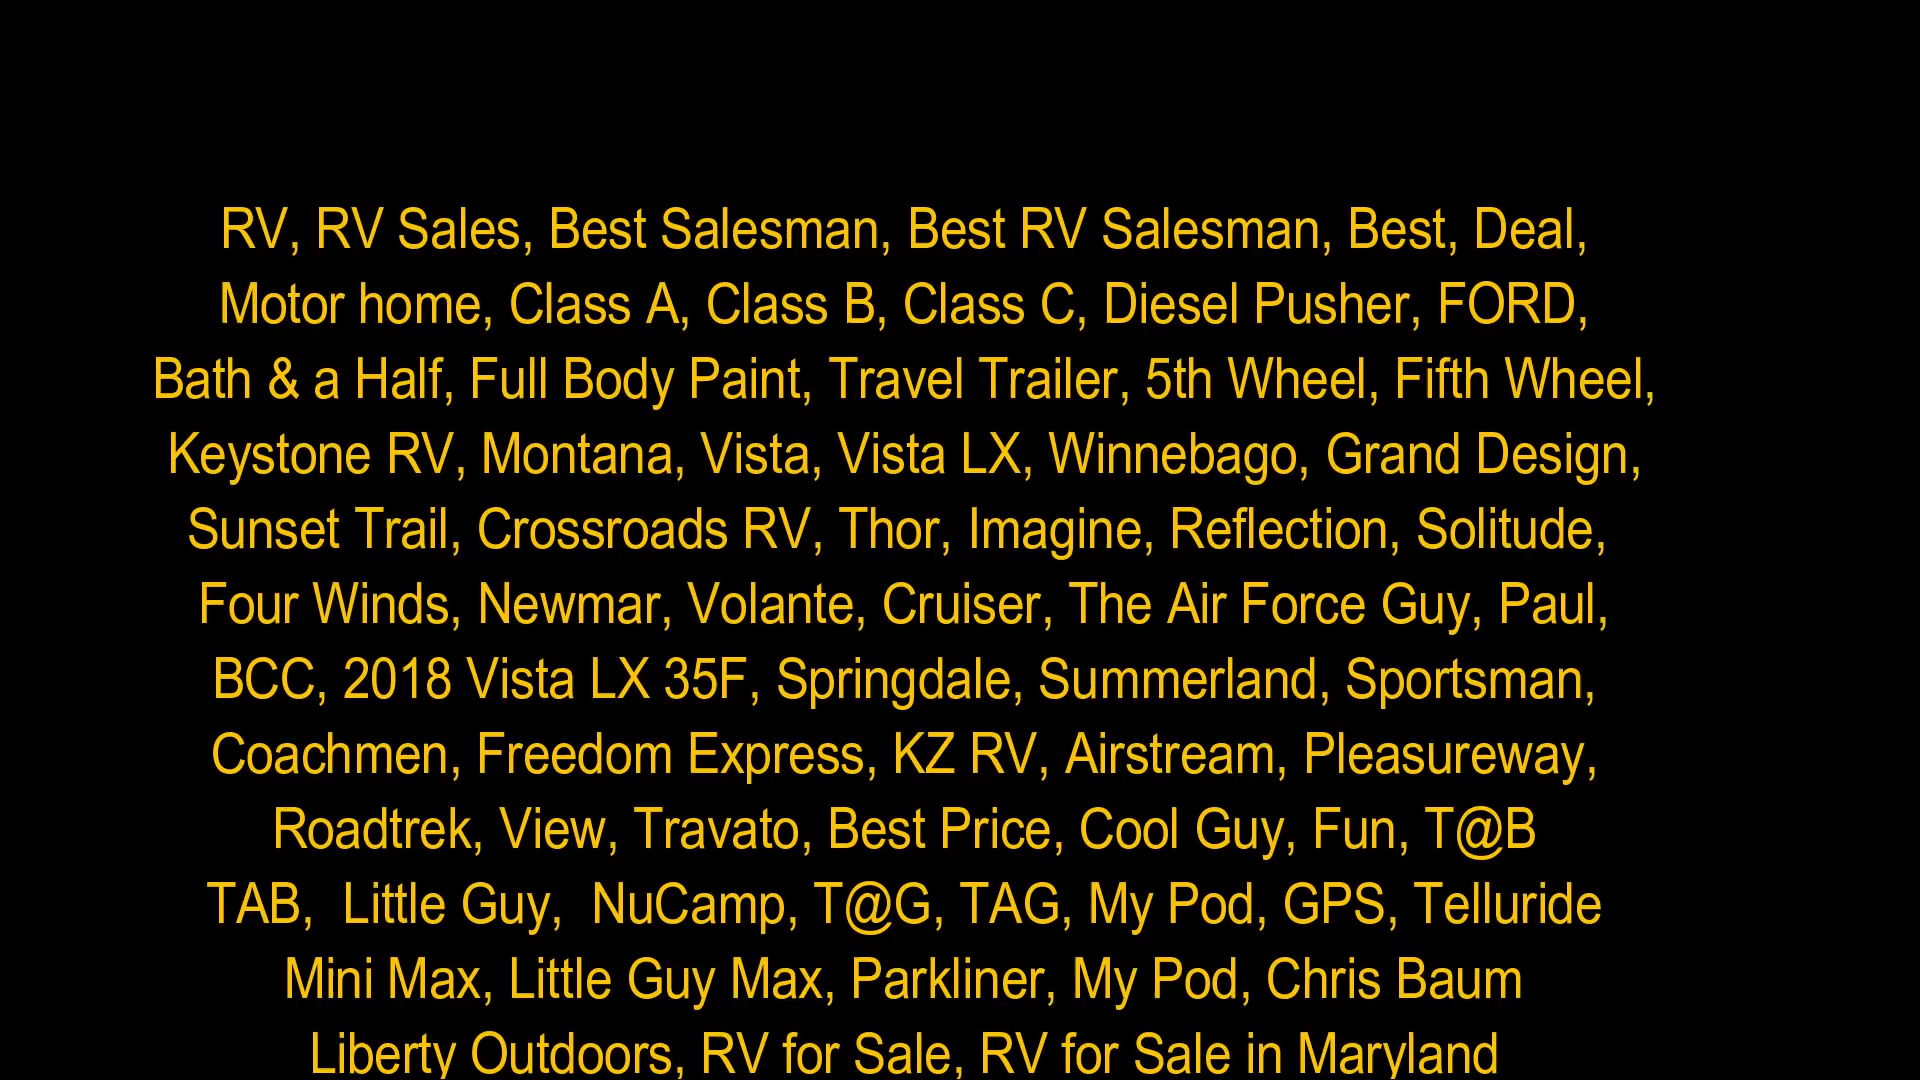 RV, RV Sales, Best Salesman, Best RV Salesman, Best, Deal,
Motor home, Class A, Class B, Class C, Diesel Pusher, FORD,
Bath & a Half, Full Body Paint, Travel Trailer, 5th Wheel, Fifth Wheel,
Keystone RV, Montana, Vista, Vista LX, Winnebago, Grand Design,
Sunset Trail, Crossroads RV, Thor, Imagine, Reflection, Solitude,
Four Winds, Newmar, Volante, Cruiser, The Air Force Guy, Paul,
BCC, 2018 Vista LX 35F, Springdale, Summerland, Sportsman,
Coachmen, Freedom Express, KZ RV, Airstream, Pleasureway,
Roadtrek, View, Travato, Best Price, Cool Guy, Fun, T@B
TAB,  Little Guy,  NuCamp, T@G, TAG, My Pod, GPS, Telluride
Mini Max, Little Guy Max, Parkliner, My Pod, Chris Baum
Liberty Outdoors, RV for Sale, RV for Sale in Maryland